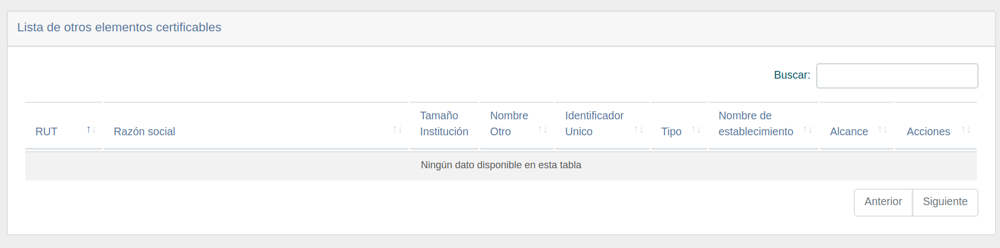 Lista de otros elementos certificables
Buscar:
RUT
Razón social
Tamaño
Institución
Nombre
Otro
Identificador
Unico
Tipo
Nombre de
establecimiento
Alcance
Acciones
Ningún dato disponible en esta tabla
Anterior
Siguiente